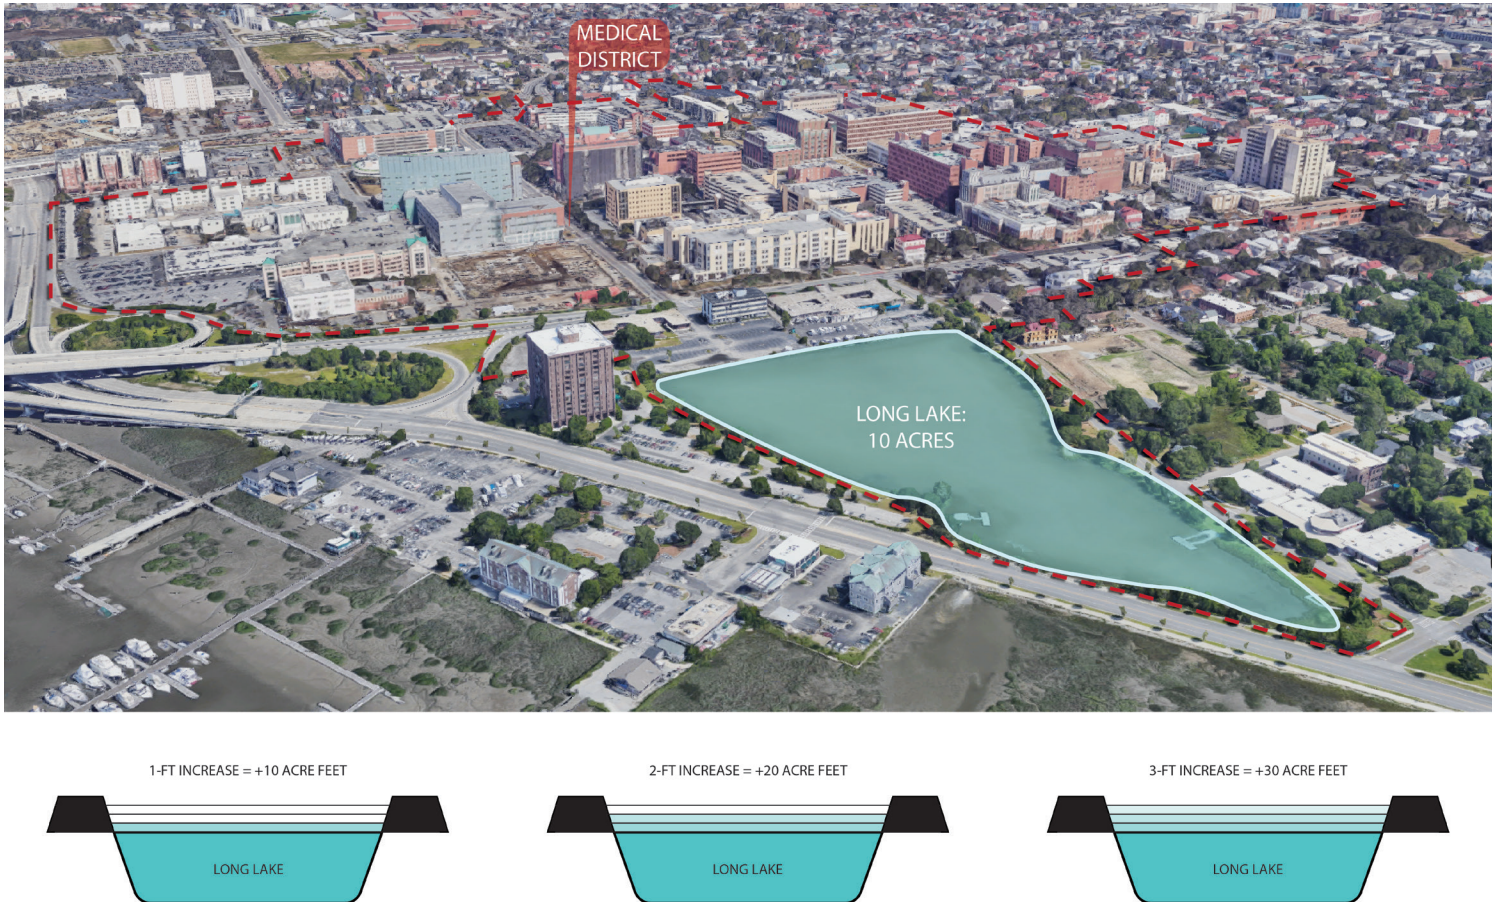 MEDICAL
DISTRICT
LONG LAKE:
10 ACRES
1-FT INCREASE = +10 ACRE FEET
2-FT INCREASE = +20 ACRE FEET
3-FT INCREASE = +30 ACRE FEET
LONG LAKE
LONG LAKE
LONG LAKE